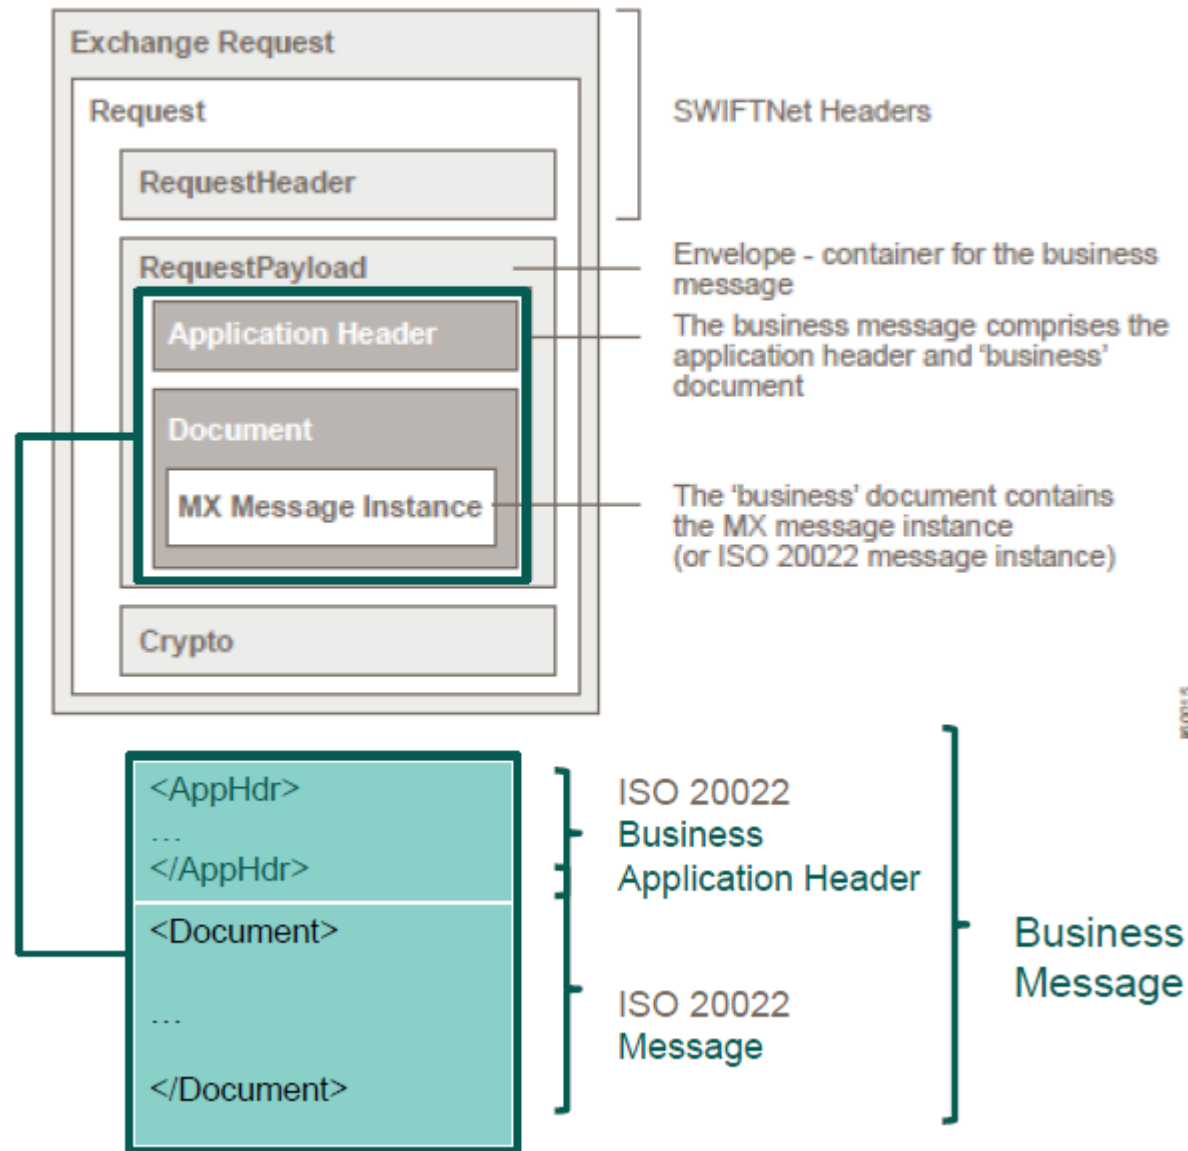 Exchange Request
Request
SWIFTNet Headers
RequestHeader
RequestPayload
Envelope - container for the business
message
Application Header
The business message comprises the
application header and ‘business’
document
Document
MX Message Instance
The ‘business’ document contains
the MX message instance
(or ISO 20022 message instance)
Crypto
<AppHdr>
...
</AppHdr>
ISO 20022
Business
Application Header
<Document>
...
</Document>
ISO 20022
Message
Business
Message